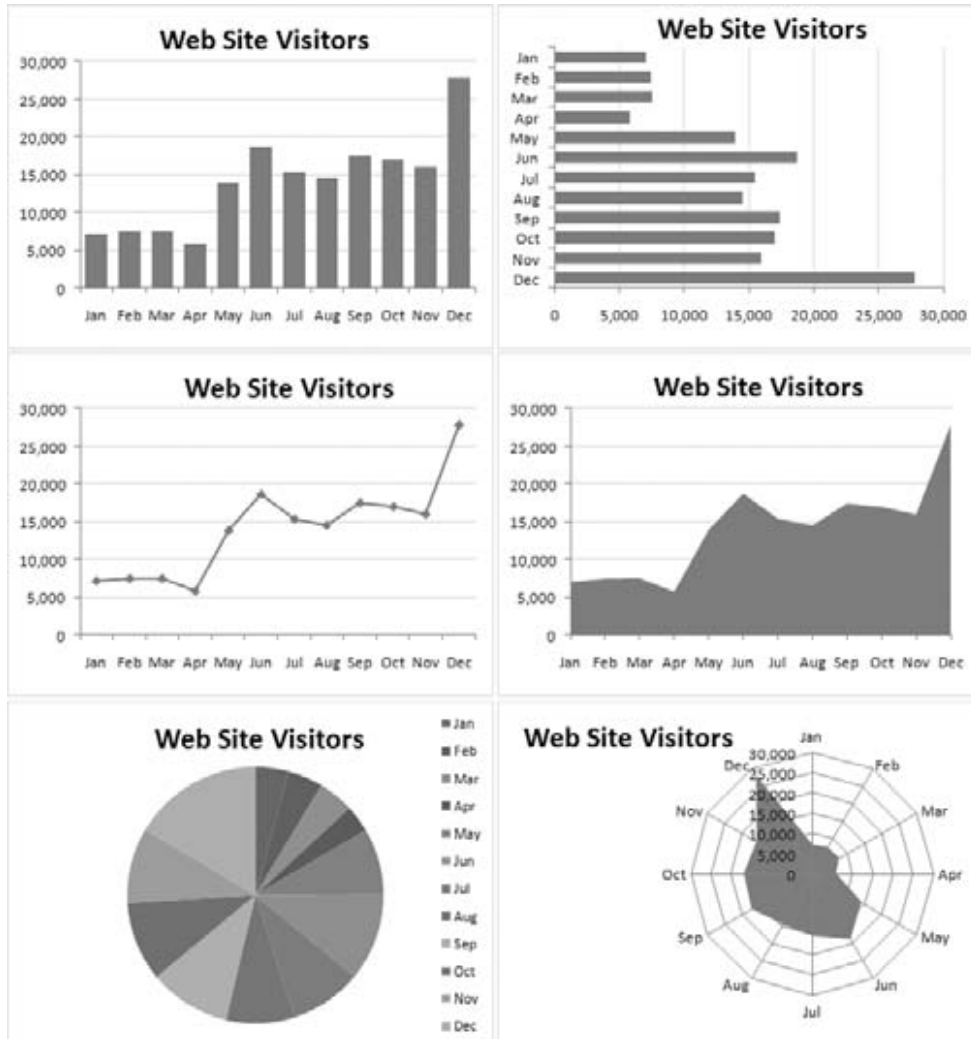 Web Site Visitors
30,000
25,000
20,000
15,000
10,000
5,000
0
Jan Feb Mar Apr May Jun Jul Aug Sep Oct Nov Dec
Web Site Visitors
Jan
Feb
Mar
Apr
May
Jun
Jul
Aug
Sep
Oct
Nov
Dec
0 5,000 10,000 15,000 20,000 25,000 30,000
Web Site Visitors
30,000
25,000
20,000
15,000
10,000
5,000
0
Jan Feb Mar Apr May Jun Jul Aug Sep Oct Nov Dec
Web Site Visitors
30,000
25,000
20,000
15,000
10,000
5,000
0
Jan Feb Mar Apr May Jun Jul Aug Sep Oct Nov Dec
Web Site Visitors
Jan
Feb
Mar
Apr
May
Jun
Jul
Aug
Sep
Oct
Nov
Dec
Web Site Visitors
Jan
Feb
Mar
Apr
May
Jun
Jul
Aug
Sep
Oct
Nov
Dec
30,000
25,000
20,000
15,000
10,000
5,000
0